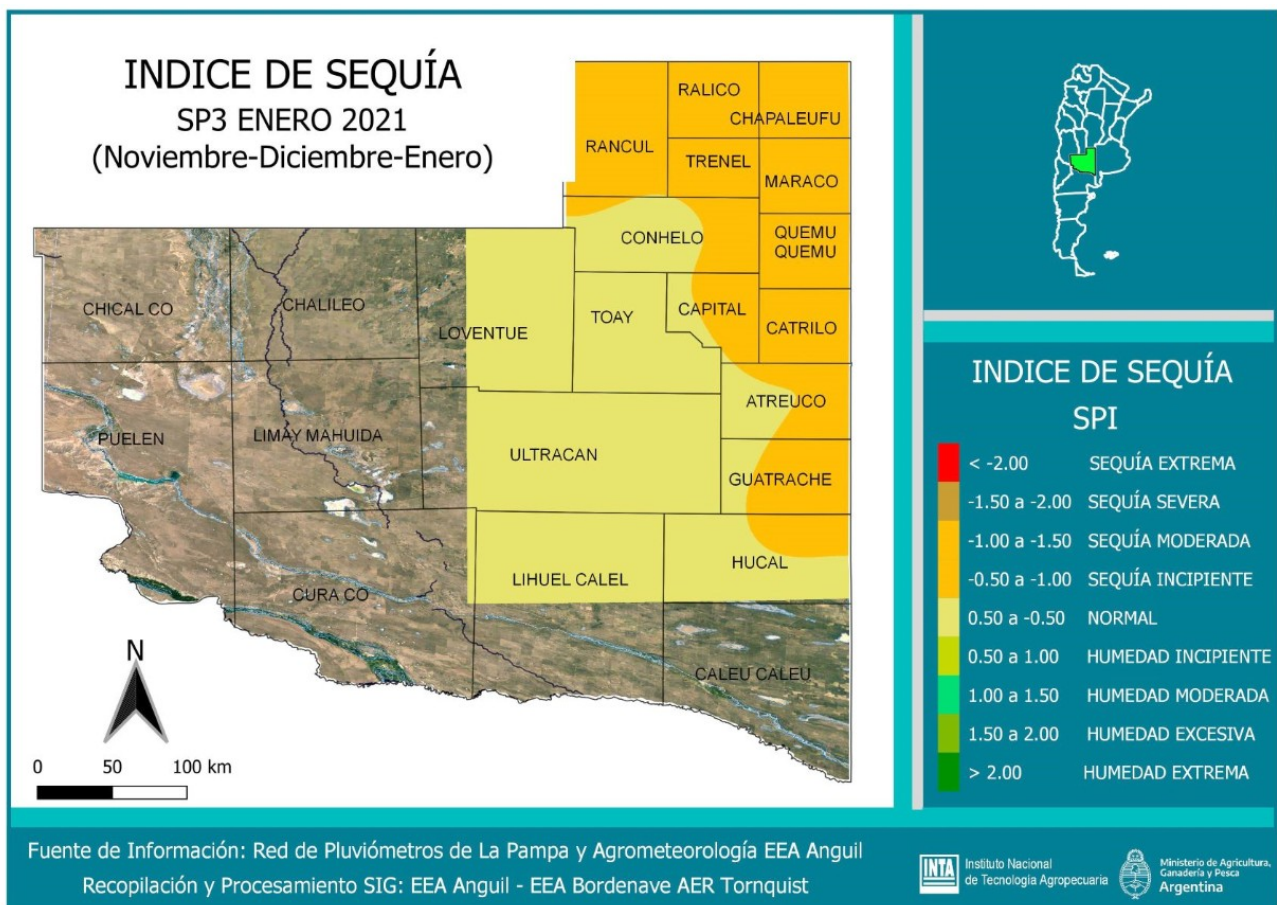 INDICE DE SEQUÍA
SP3 ENERO 2021
(Noviembre-Diciembre-Enero)
RALICO
CHAPALEUFU
RANCUL
TRENEL
MARACO
CONHELO
QUEMU
QUEMU
CHICAL CO
CHALILEO
LOVENTUE
TOAY
CAPITAL
CATRILO
PUELEN
LIMAY MAHUIDA
ULTRACAN
ATREUCO
GUATRACHE
HUCAL
LIHUEL CALEL
CURA CO
CALEU CALEU
N
0 50 100 km
INDICE DE SEQUÍA
SPI
< -2.00 SEQUÍA EXTREMA
-1.50 a -2.00 SEQUÍA SEVERA
-1.00 a -1.50 SEQUÍA MODERADA
-0.50 a -1.00 SEQUÍA INCIPIENTE
0.50 a -0.50 NORMAL
0.50 a 1.00 HUMEDAD INCIPIENTE
1.00 a 1.50 HUMEDAD MODERADA
1.50 a 2.00 HUMEDAD EXCESIVA
> 2.00 HUMEDAD EXTREMA
Fuente de Información: Red de Pluviómetros de La Pampa y Agrometeorología EEA Anguil
Recopilación y Procesamiento SIG: EEA Anguil - EEA Bordenave AER Tornquist
INTA
Instituto Nacional
de Tecnología Agropecuaria
Ministerio de Agricultura,
Ganadería y Pesca
Argentina